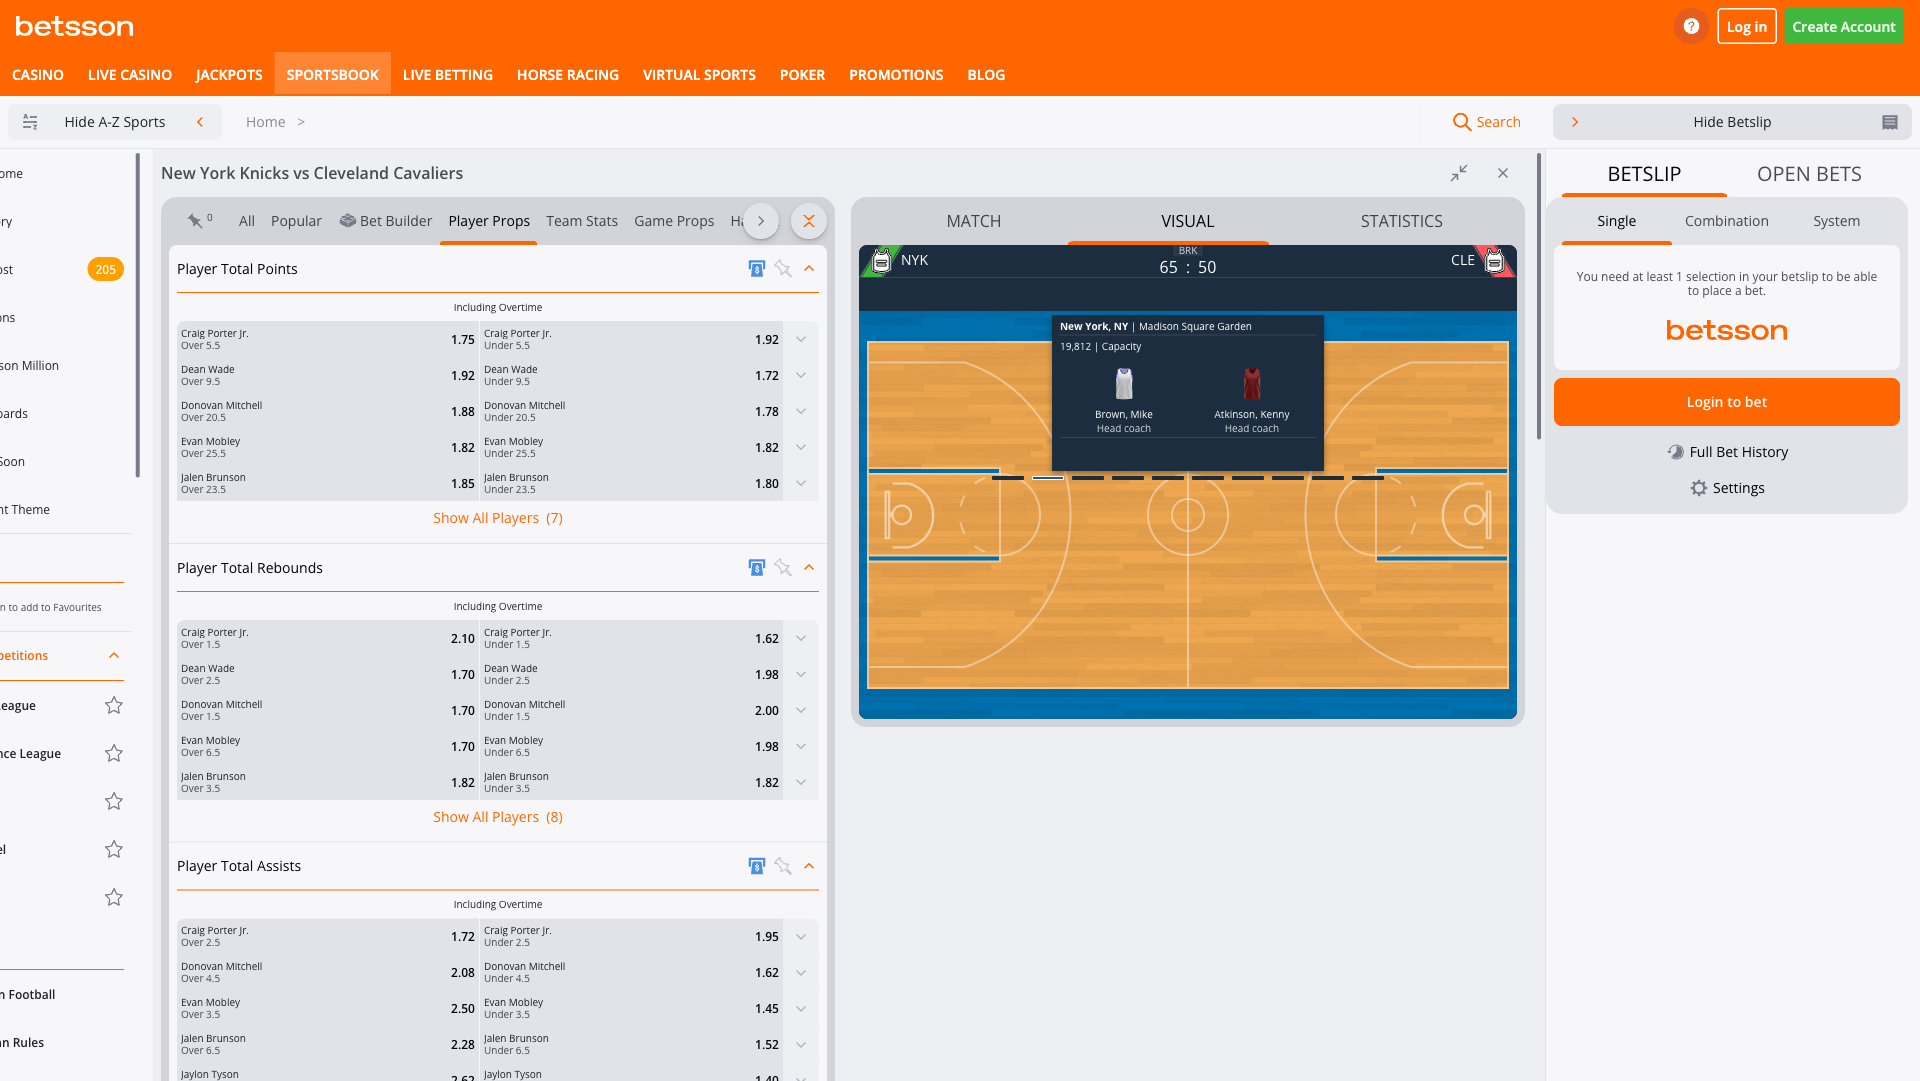 betsson
?
Log in
Create Account
CASINO
LIVE CASINO
JACKPOTS
SPORTSBOOK
LIVE BETTING
HORSE RACING
VIRTUAL SPORTS
POKER
PROMOTIONS
BLOG
Hide A-Z Sports
Home >
Search
Hide Betslip
ome
ry
ost
205
ons
son Million
oards
Soon
nt Theme
n to add to Favourites
petitions
League
nce League
el
n Football
an Rules
New York Knicks vs Cleveland Cavaliers
0
All
Popular
Bet Builder
Player Props
Team Stats
Game Props
Player Total Points
Including Overtime
Craig Porter Jr.
Over 5.5
1.75
Craig Porter Jr.
Under 5.5
1.92
Dean Wade
Over 9.5
1.92
Dean Wade
Under 9.5
1.72
Donovan Mitchell
Over 20.5
1.88
Donovan Mitchell
Under 20.5
1.78
Evan Mobley
Over 25.5
1.82
Evan Mobley
Under 25.5
1.82
Jalen Brunson
Over 23.5
1.85
Jalen Brunson
Under 23.5
1.80
Show All Players (7)
Player Total Rebounds
Including Overtime
Craig Porter Jr.
Over 1.5
2.10
Craig Porter Jr.
Under 1.5
1.62
Dean Wade
Over 2.5
1.70
Dean Wade
Under 2.5
1.98
Donovan Mitchell
Over 1.5
1.70
Donovan Mitchell
Under 1.5
2.00
Evan Mobley
Over 6.5
1.70
Evan Mobley
Under 6.5
1.98
Jalen Brunson
Over 3.5
1.82
Jalen Brunson
Under 3.5
1.82
Show All Players (8)
Player Total Assists
Including Overtime
Craig Porter Jr.
Over 2.5
1.72
Craig Porter Jr.
Under 2.5
1.95
Donovan Mitchell
Over 4.5
2.08
Donovan Mitchell
Under 4.5
1.62
Evan Mobley
Over 3.5
2.50
Evan Mobley
Under 3.5
1.45
Jalen Brunson
Over 6.5
2.28
Jalen Brunson
Under 6.5
1.52
Jaylon Tyson
2.62
Jaylon Tyson
1.40
MATCH
VISUAL
STATISTICS
NYK
BRK
65 : 50
CLE
New York, NY | Madison Square Garden
19,812 | Capacity
Brown, Mike
Head coach
Atkinson, Kenny
Head coach
BETSLIP
OPEN BETS
Single
Combination
System
You need at least 1 selection in your betslip to be able
to place a bet.
betsson
Login to bet
Full Bet History
Settings